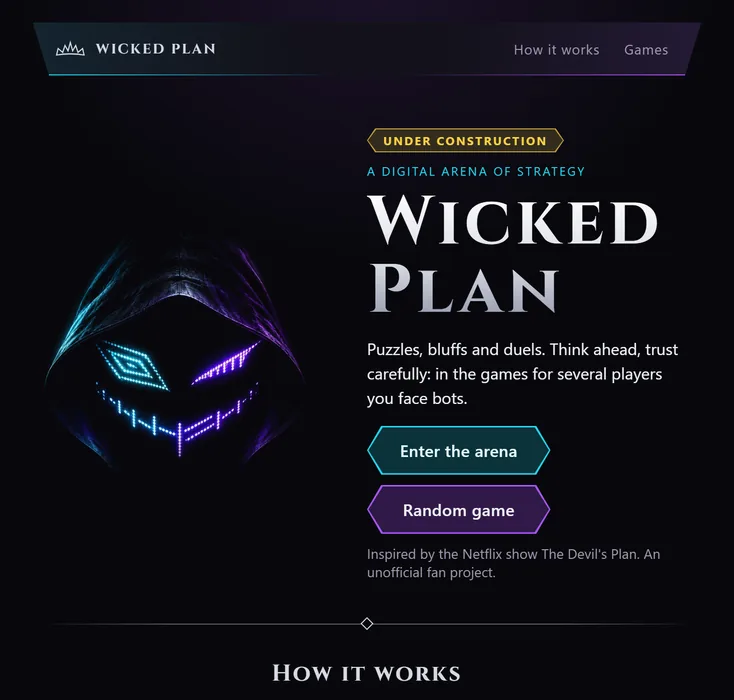 WICKED PLAN
How it works
Games
UNDER CONSTRUCTION
A DIGITAL ARENA OF STRATEGY
WICKED
PLAN
Puzzles, bluffs and duels. Think ahead, trust
carefully: in the games for several players
you face bots.
Enter the arena
Random game
Inspired by the Netflix show The Devil's Plan. An
unofficial fan project.
HOW IT WORKS